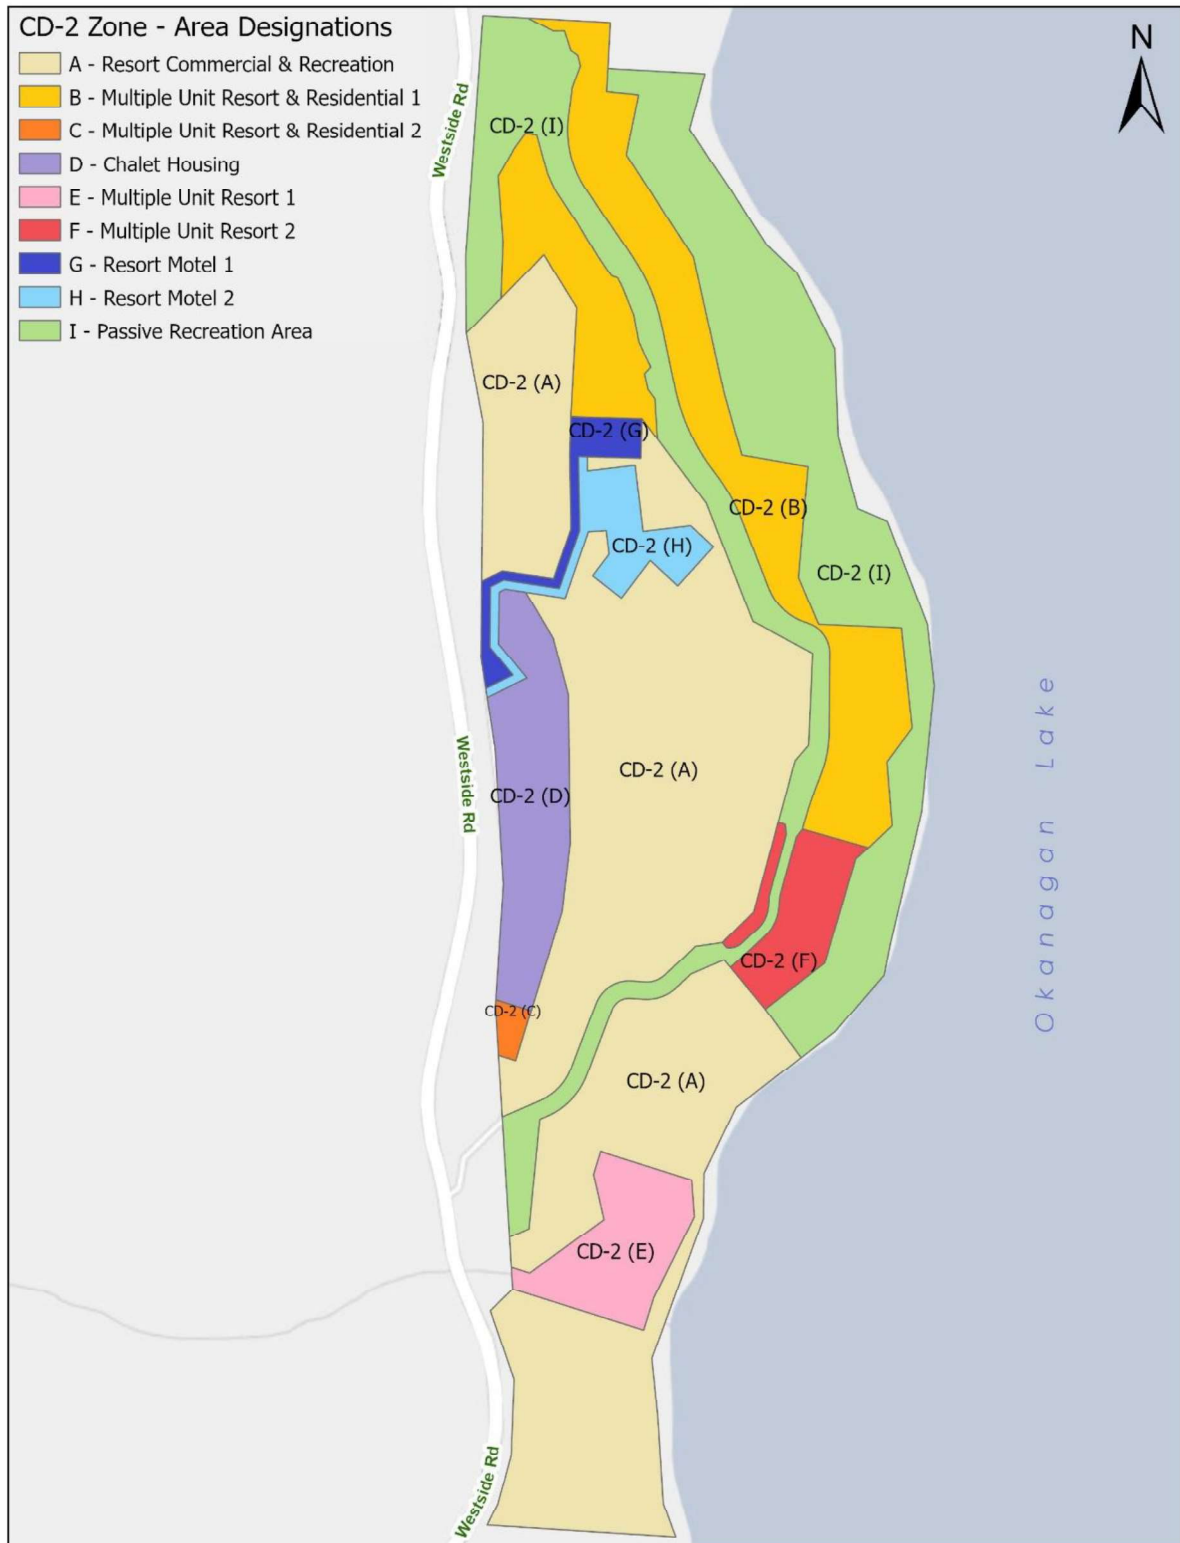 CD-2 Zone - Area Designations
A - Resort Commercial & Recreation
B - Multiple Unit Resort & Residential 1
C - Multiple Unit Resort & Residential 2
D - Chalet Housing
E - Multiple Unit Resort 1
F - Multiple Unit Resort 2
G - Resort Motel 1
H - Resort Motel 2
I - Passive Recreation Area
N
Westside Rd
CD-2 (I)
CD-2 (A)
CD-2 (G)
CD-2 (B)
CD-2 (H)
CD-2 (I)
CD-2 (A)
Westside Rd
CD-2 (D)
Okanagan Lake
CD-2 (F)
CD-2 (C)
CD-2 (A)
CD-2 (E)
Westside Rd